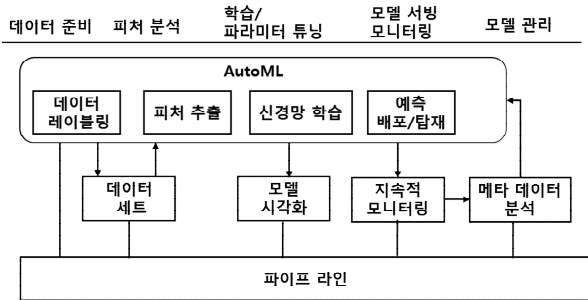 데이터 준비
피처 분석
학습/
파라미터 튜닝
모델 서빙
모니터링
모델 관리
AutoML
데이터
레이블링
피처 추출
신경망 학습
예측
배포/탑재
데이터
세트
모델
시각화
지속적
모니터링
메타 데이터
분석
파이프 라인